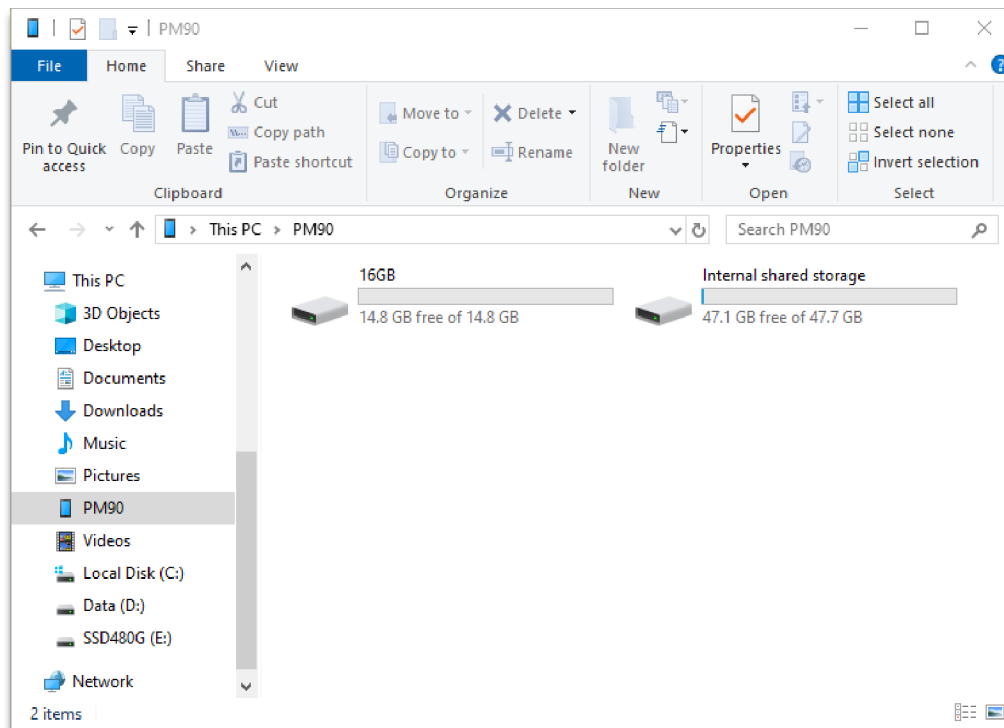 PM90
File Home Share View
Pin to Quick access
Copy
Paste
Cut
Copy path
Paste shortcut
Clipboard
Move to
Copy to
Delete
Rename
Organize
New folder
New
Properties
Open
Select all
Select none
Invert selection
Select
This PC > PM90
Search PM90
This PC
3D Objects
Desktop
Documents
Downloads
Music
Pictures
PM90
Videos
Local Disk (C:)
Data (D:)
SSD480G (E:)
Network
16GB
14.8 GB free of 14.8 GB
Internal shared storage
47.1 GB free of 47.7 GB
2 items